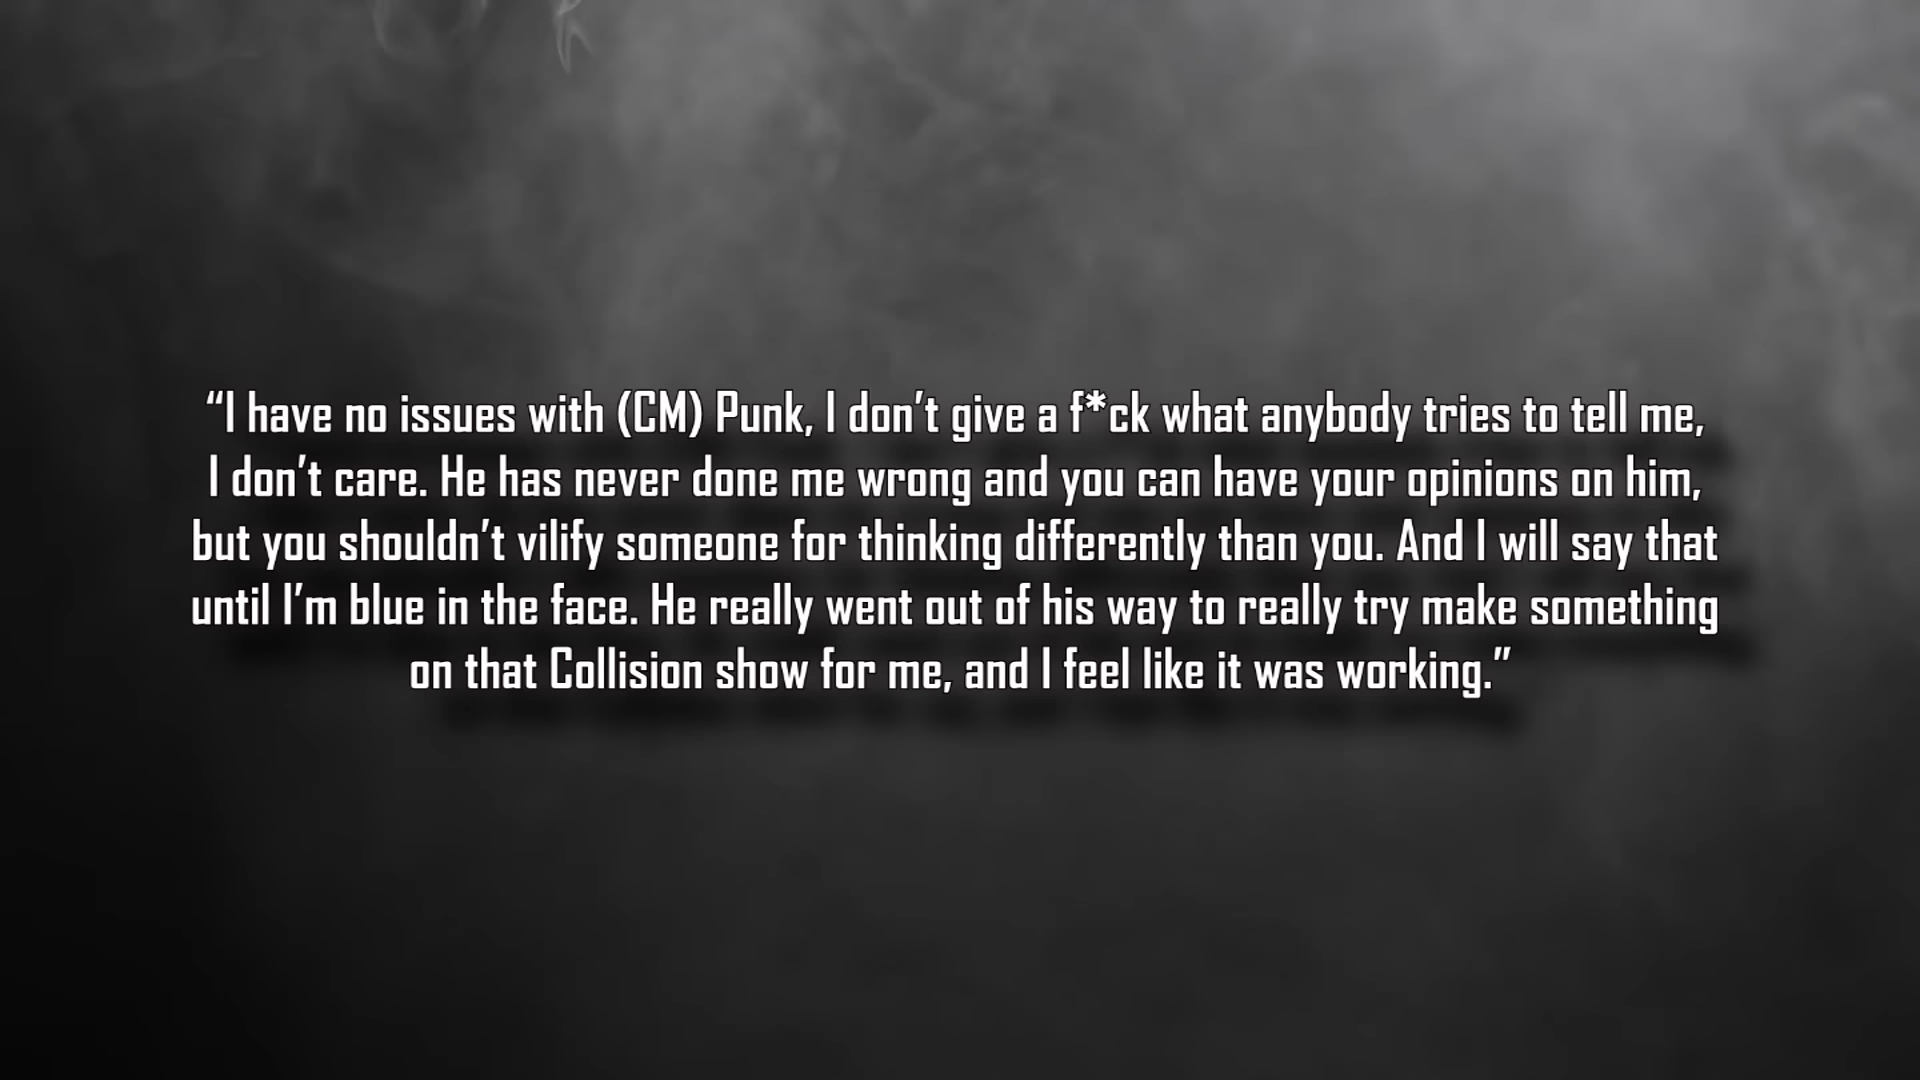 “I have no issues with (CM) Punk, I don’t give a f*ck what anybody tries to tell me,
I don’t care. He has never done me wrong and you can have your opinions on him,
but you shouldn’t vilify someone for thinking differently than you. And I will say that
until I’m blue in the face. He really went out of his way to really try make something
on that Collision show for me, and I feel like it was working.”